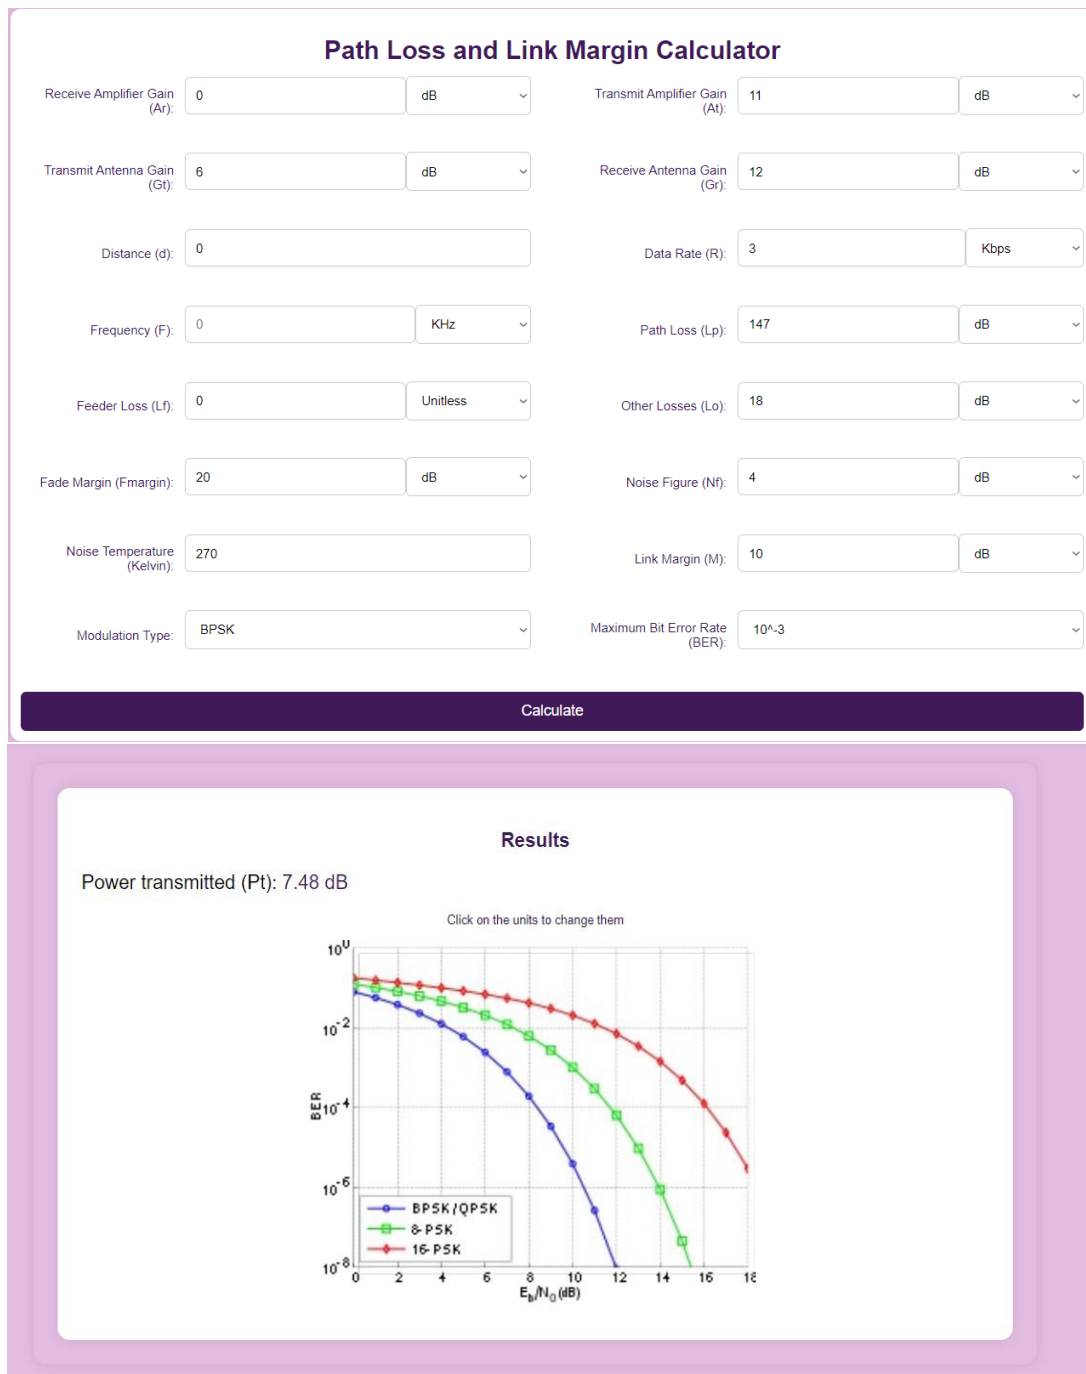 Path Loss and Link Margin Calculator
Receive Amplifier Gain (Ar): 0 dB
Transmit Amplifier Gain (At): 11 dB
Transmit Antenna Gain (Gt): 6 dB
Receive Antenna Gain (Gr): 12 dB
Distance (d): 0
Data Rate (R): 3 Kbps
Frequency (F): 0 KHz
Path Loss (Lp): 147 dB
Feeder Loss (Lf): 0 Unitless
Other Losses (Lo): 18 dB
Fade Margin (Fmargin): 20 dB
Noise Figure (Nf): 4 dB
Noise Temperature (Kelvin): 270
Link Margin (M): 10 dB
Modulation Type: BPSK
Maximum Bit Error Rate (BER): 10^-3
Calculate
Results
Power transmitted (Pt): 7.48 dB
Click on the units to change them
10^0
10^-2
10^-4
10^-6
10^-8
BER
BPSK/QPSK
8-PSK
16-PSK
0 2 4 6 8 10 12 14 16 18
Eb/N0 (dB)